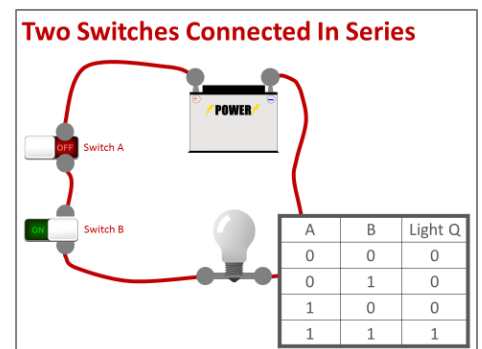 Two Switches Connected In Series
POWER
OFF
Switch A
ON
Switch B
A B Light Q
0 0 0
0 1 0
1 0 0
1 1 1